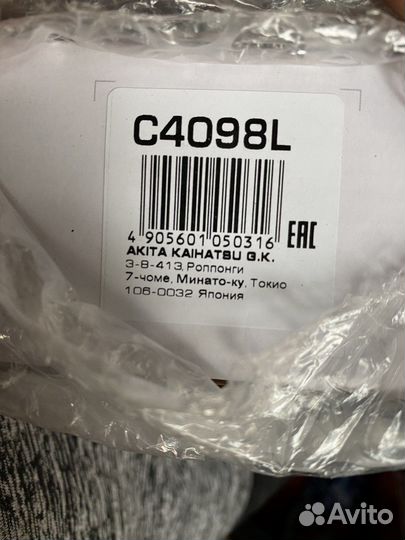 C4098L
4 905601 050316
EAC
AKITA KAIHATSU G.K.
3-8-413, Роппонги
7-чоме, Минато-ку, Токио
106-0032 Япония
Avito